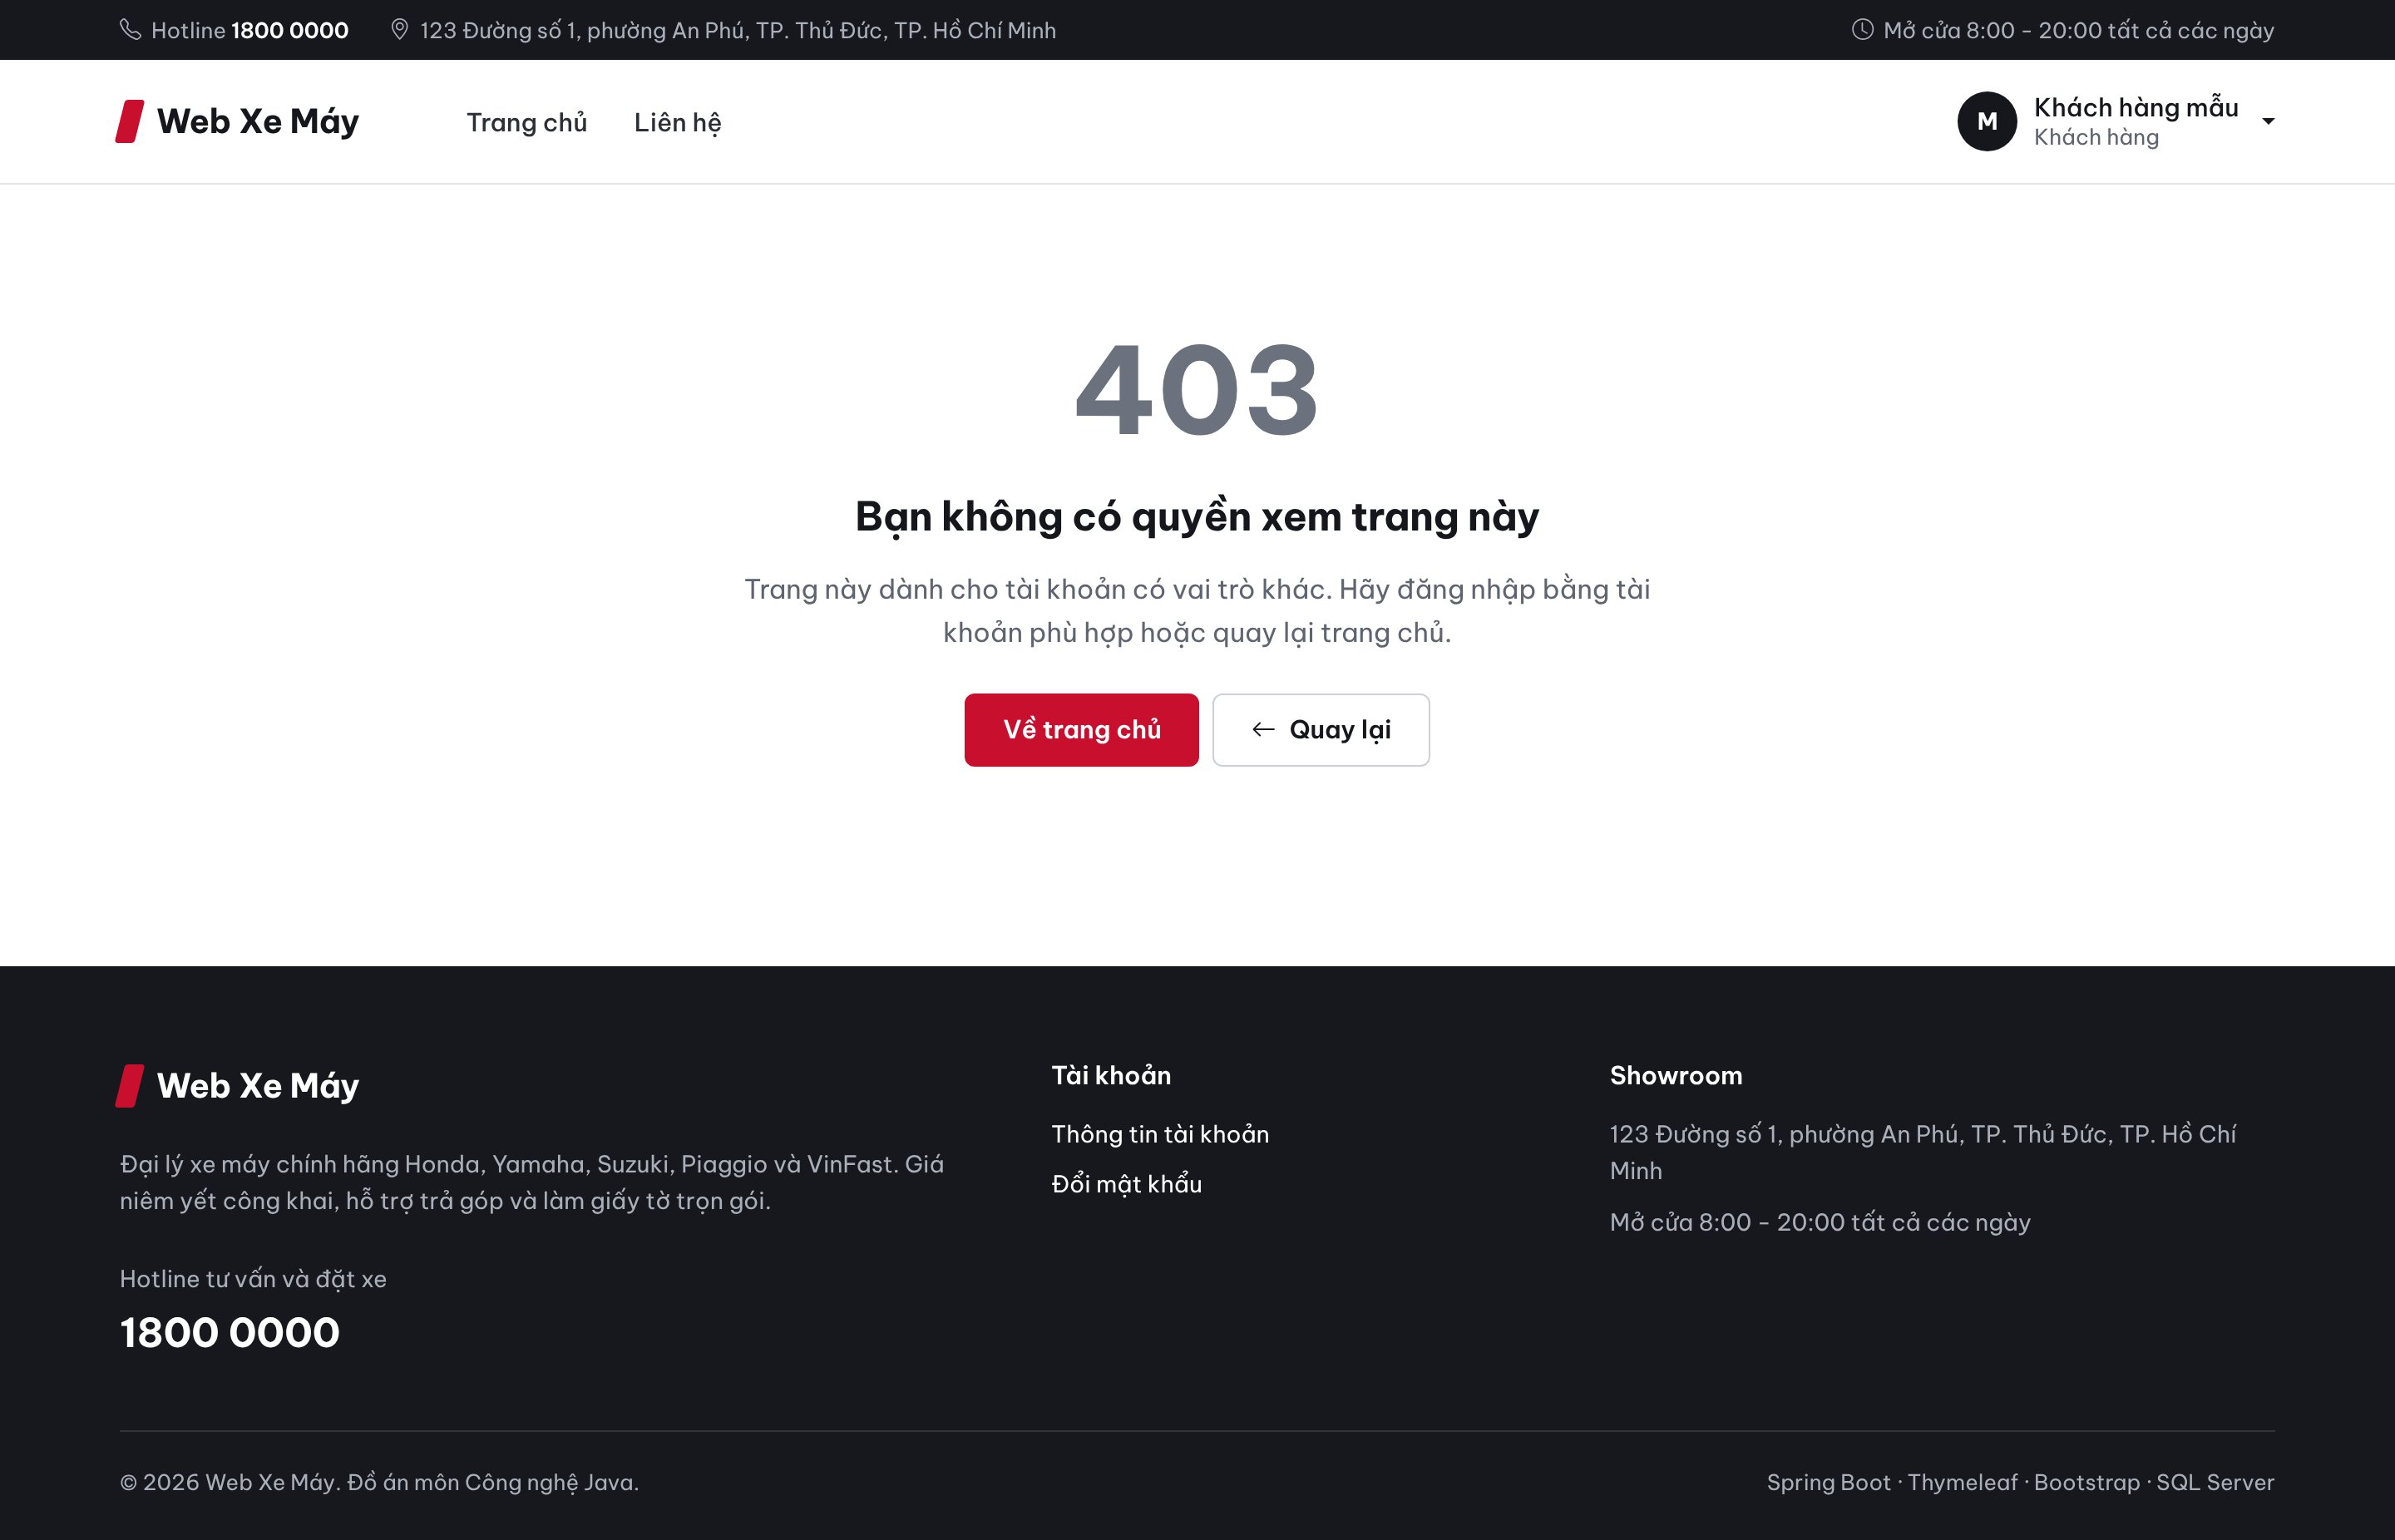 Hotline 1800 0000
123 Đường số 1, phường An Phú, TP. Thủ Đức, TP. Hồ Chí Minh
Mở cửa 8:00 - 20:00 tất cả các ngày
Web Xe Máy
Trang chủ
Liên hệ
M
Khách hàng mẫu
Khách hàng
403
Bạn không có quyền xem trang này
Trang này dành cho tài khoản có vai trò khác. Hãy đăng nhập bằng tài
khoản phù hợp hoặc quay lại trang chủ.
Về trang chủ
← Quay lại
Web Xe Máy
Đại lý xe máy chính hãng Honda, Yamaha, Suzuki, Piaggio và VinFast. Giá
niêm yết công khai, hỗ trợ trả góp và làm giấy tờ trọn gói.
Hotline tư vấn và đặt xe
1800 0000
Tài khoản
Thông tin tài khoản
Đổi mật khẩu
Showroom
123 Đường số 1, phường An Phú, TP. Thủ Đức, TP. Hồ Chí
Minh
Mở cửa 8:00 - 20:00 tất cả các ngày
© 2026 Web Xe Máy. Đồ án môn Công nghệ Java.
Spring Boot · Thymeleaf · Bootstrap · SQL Server